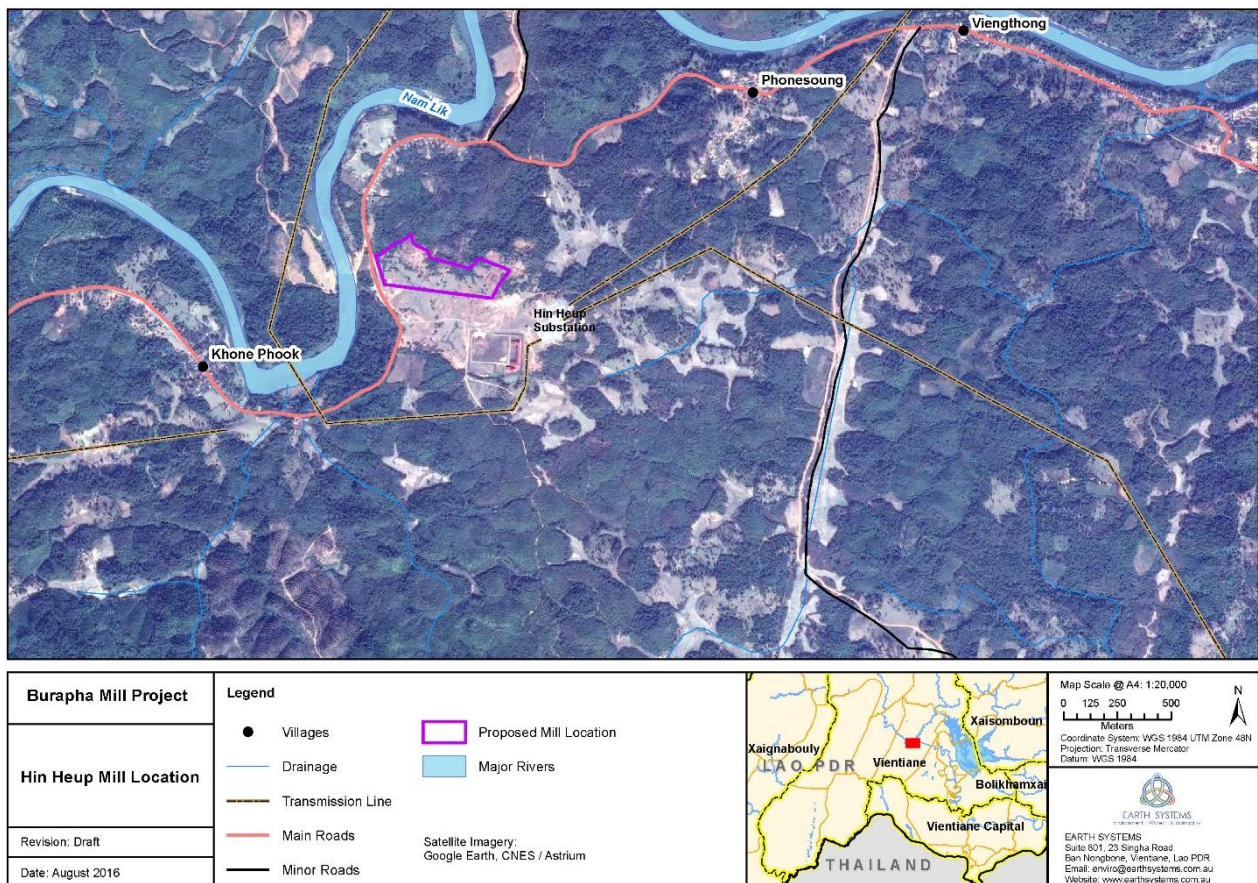 Viengthong
Phonesoung
Nam Lik
Hin Heup
Substation
Khone Phook
Burapha Mill Project
Hin Heup Mill Location
Revision: Draft
Date: August 2016
Legend
Villages
Drainage
Transmission Line
Main Roads
Minor Roads
Proposed Mill Location
Major Rivers
Satellite Imagery:
Google Earth, CNES / Astrium
Xaisomboun
Xaignabouly
LAO PDR
Vientiane
Bolikhamxai
Vientiane Capital
THAILAND
Map Scale @ A4: 1:20,000
N
0 125 250 500
Meters
Coordinate System: WGS 1984 UTM Zone 48N
Projection: Transverse Mercator
Datum: WGS 1984
EARTH SYSTEMS
EARTH SYSTEMS
Suite 801, 23 Singha Road
Ban Nongbone, Vientiane, Lao PDR
Email: enviro@earthsystems.com.au
Website: www.earthsystems.com.au